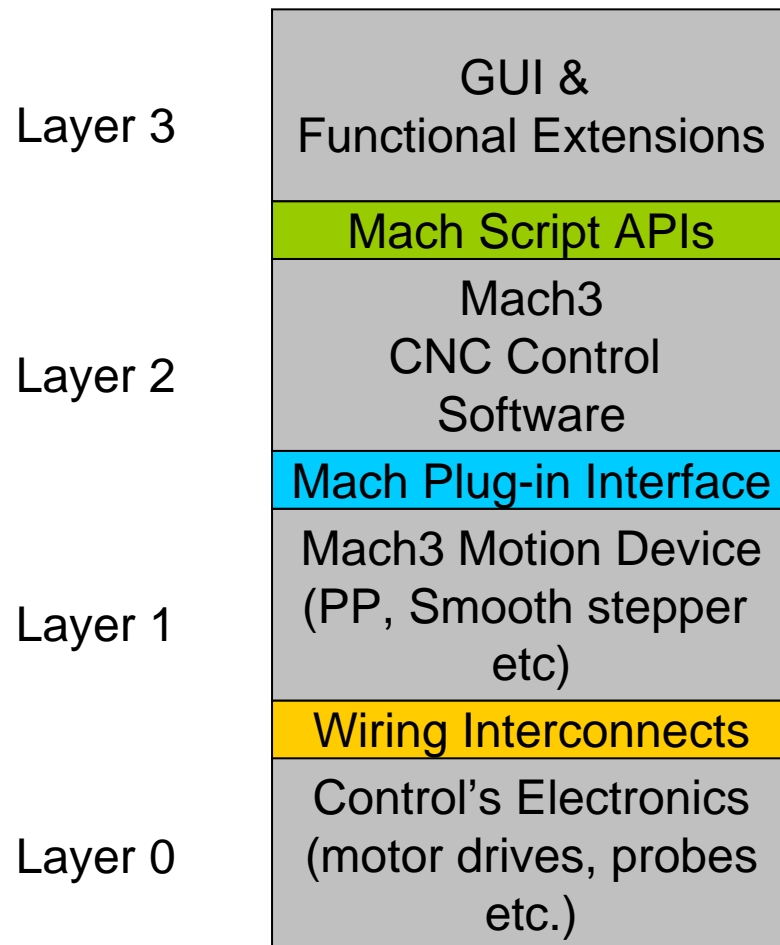 Layer 3
GUI &
Functional Extensions
Mach Script APIs
Layer 2
Mach3
CNC Control
Software
Mach Plug-in Interface
Layer 1
Mach3 Motion Device
(PP, Smooth stepper
etc)
Wiring Interconnects
Layer 0
Control’s Electronics
(motor drives, probes
etc.)